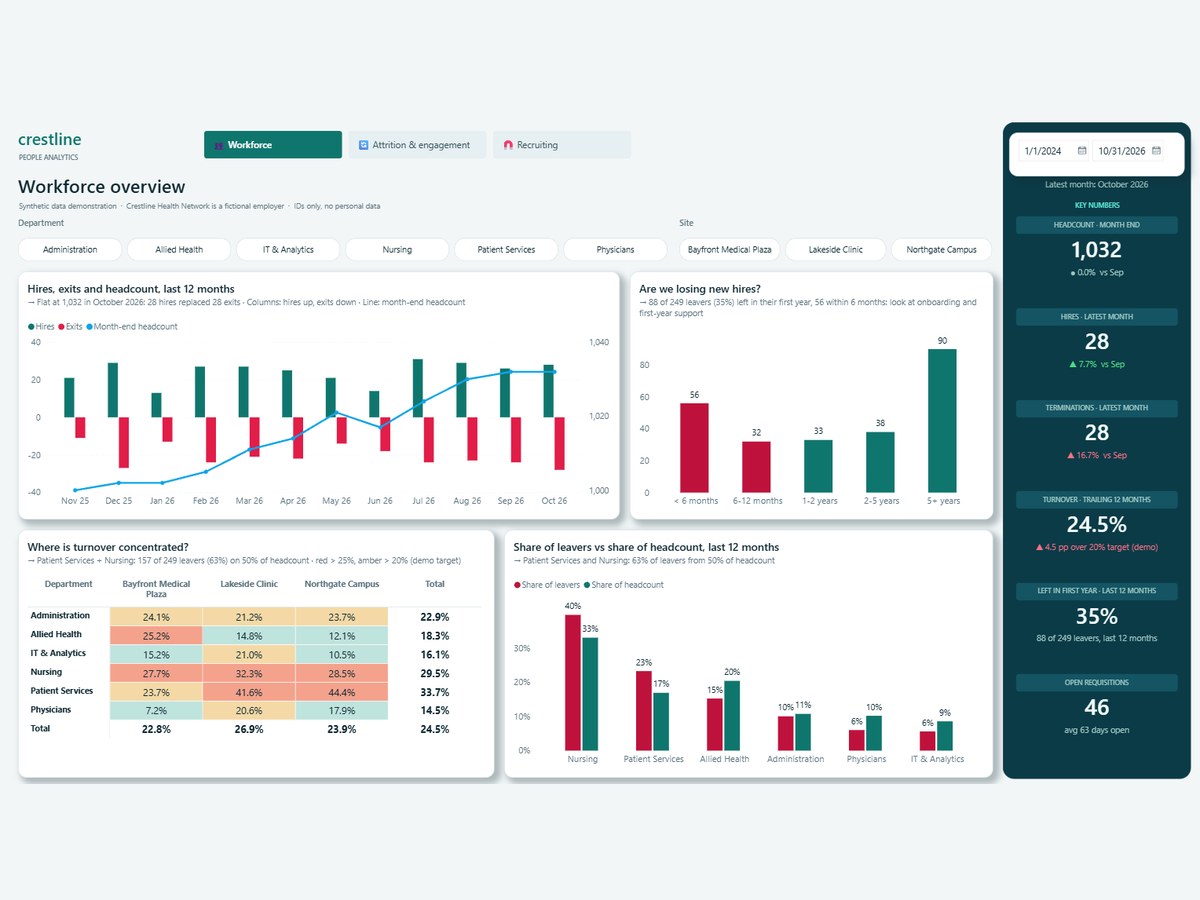 crestline
PEOPLE ANALYTICS
Workforce
Attrition & engagement
Recruiting
Workforce overview
Synthetic data demonstration · Crestline Health Network is a fictional employer · IDs only, no personal data
Department
Administration
Allied Health
IT & Analytics
Nursing
Patient Services
Physicians
Site
Bayfront Medical Plaza
Lakeside Clinic
Northgate Campus
Hires, exits and headcount, last 12 months
→ Flat at 1,032 in October 2026: 28 hires replaced 28 exits · Columns: hires up, exits down · Line: month-end headcount
Hires Exits Month-end headcount
40
20
0
-20
-40
1,040
1,020
1,000
Nov 25 Dec 25 Jan 26 Feb 26 Mar 26 Apr 26 May 26 Jun 26 Jul 26 Aug 26 Sep 26 Oct 26
Are we losing new hires?
→ 88 of 249 leavers (35%) left in their first year, 56 within 6 months: look at onboarding and
first-year support
80
60
40
20
0
56
32
33
38
90
< 6 months 6-12 months 1-2 years 2-5 years 5+ years
Where is turnover concentrated?
→ Patient Services + Nursing: 157 of 249 leavers (63%) on 50% of headcount · red > 25%, amber > 20% (demo target)
Department Bayfront Medical Lakeside Clinic Northgate Campus Total
Plaza
Administration 24.1% 21.2% 23.7% 22.9%
Allied Health 25.2% 14.8% 12.1% 18.3%
IT & Analytics 15.2% 21.0% 10.5% 16.1%
Nursing 27.7% 32.3% 28.5% 29.5%
Patient Services 23.7% 41.6% 44.4% 33.7%
Physicians 7.2% 20.6% 17.9% 14.5%
Total 22.8% 26.9% 23.9% 24.5%
Share of leavers vs share of headcount, last 12 months
→ Patient Services and Nursing: 63% of leavers from 50% of headcount
Share of leavers Share of headcount
30%
20%
10%
0%
40% 33%
23% 17%
15% 20%
10% 11%
6% 10%
6% 9%
Nursing Patient Services Allied Health Administration Physicians IT & Analytics
1/1/2024 10/31/2026
Latest month: October 2026
KEY NUMBERS
HEADCOUNT · MONTH END
1,032
● 0.0% vs Sep
HIRES · LATEST MONTH
28
▲ 7.7% vs Sep
TERMINATIONS · LATEST MONTH
28
▲ 16.7% vs Sep
TURNOVER · TRAILING 12 MONTHS
24.5%
▲ 4.5 pp over 20% target (demo)
LEFT IN FIRST YEAR · LAST 12 MONTHS
35%
88 of 249 leavers, last 12 months
OPEN REQUISITIONS
46
avg 63 days open